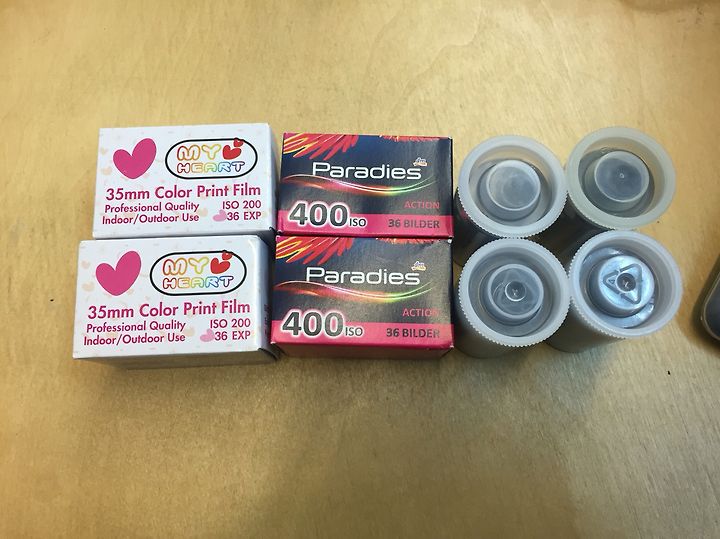 MY
HEART
35mm Color Print Film
Professional Quality ISO 200
Indoor/Outdoor Use 36 EXP
Paradies
ACTION
400 ISO 36 BILDER
MY
HEART
35mm Color Print Film
Professional Quality ISO 200
Indoor/Outdoor Use 36 EXP
Paradies
ACTION
400 ISO 36 BILDER